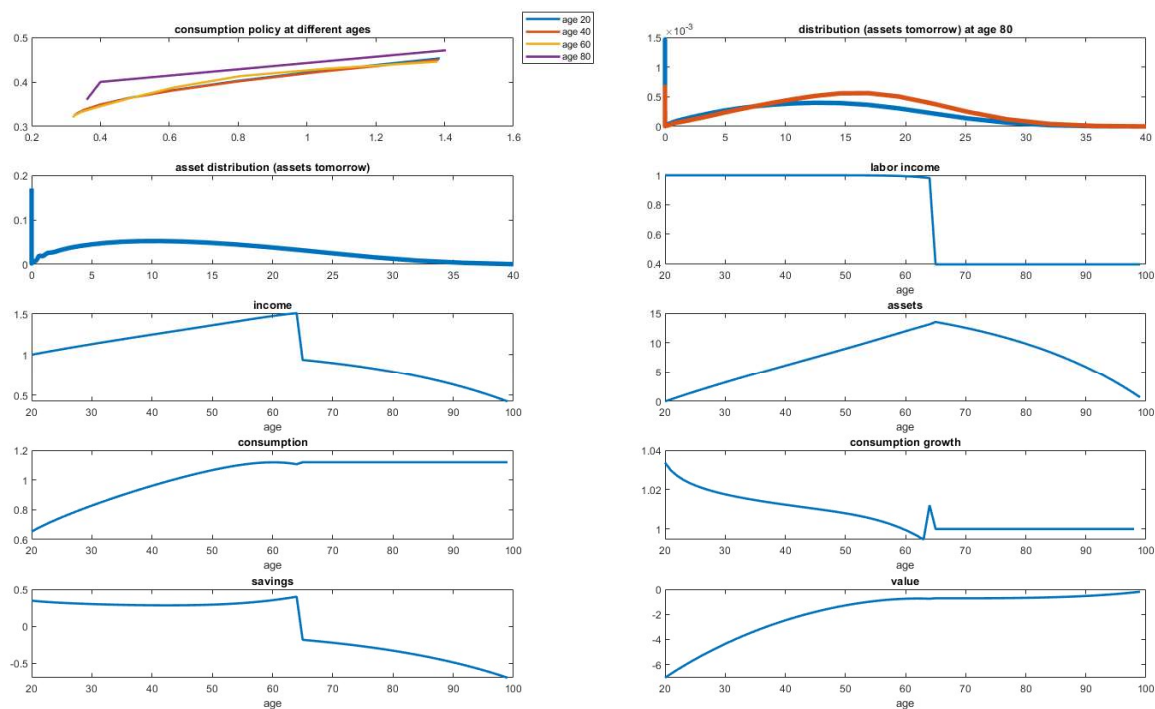 consumption policy at different ages
0.5
0.4
0.3
0.2 0.4 0.6 0.8 1 1.2 1.4 1.6
age 20
age 40
age 60
age 80
distribution (assets tomorrow) at age 80
×10⁻³
1.5
1
0.5
0
0 5 10 15 20 25 30 35 40
asset distribution (assets tomorrow)
0.2
0.1
0
0 5 10 15 20 25 30 35 40
labor income
1
0.8
0.6
0.4
20 30 40 50 60 70 80 90 100
age
income
1.5
1
0.5
20 30 40 50 60 70 80 90 100
age
assets
15
10
5
0
20 30 40 50 60 70 80 90 100
age
consumption
1.2
1
0.8
0.6
20 30 40 50 60 70 80 90 100
age
consumption growth
1.04
1.02
1
20 30 40 50 60 70 80 90 100
age
savings
0.5
0
-0.5
20 30 40 50 60 70 80 90 100
age
value
0
-2
-4
-6
20 30 40 50 60 70 80 90 100
age